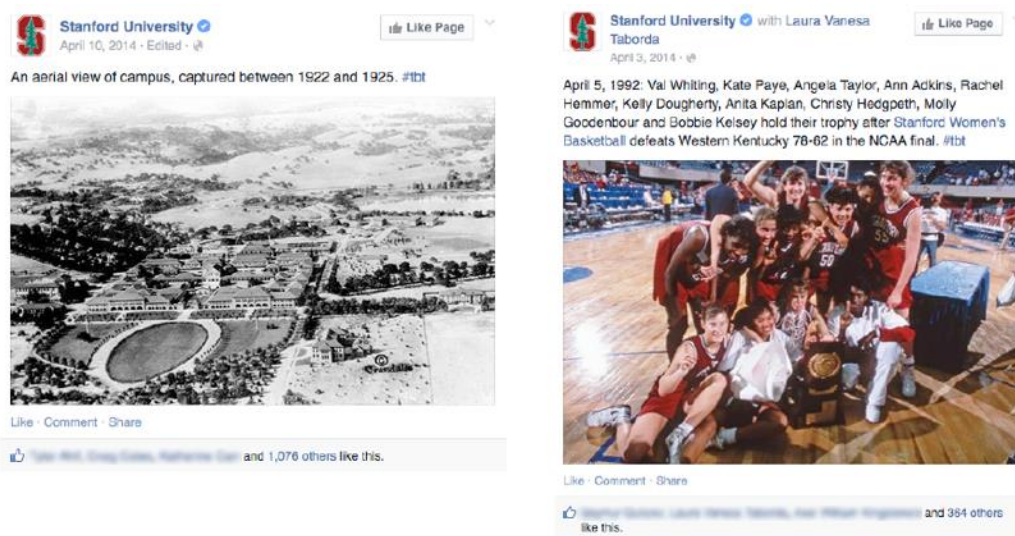 Stanford University
April 10, 2014 · Edited ·
Like Page
An aerial view of campus, captured between 1922 and 1925. #tbt
Like · Comment · Share
and 1,076 others like this.
Stanford University with Laura Vanesa
Taborda
April 3, 2014 ·
Like Page
April 5, 1992: Val Whiting, Kate Paye, Angela Taylor, Ann Adkins, Rachel
Hemmer, Kelly Dougherty, Anita Kaplan, Christy Hedgpeth, Molly
Goodenbour and Bobbie Kelsey hold their trophy after Stanford Women's
Basketball defeats Western Kentucky 78-62 in the NCAA final. #tbt
50
55
Like · Comment · Share
and 364 others
like this.